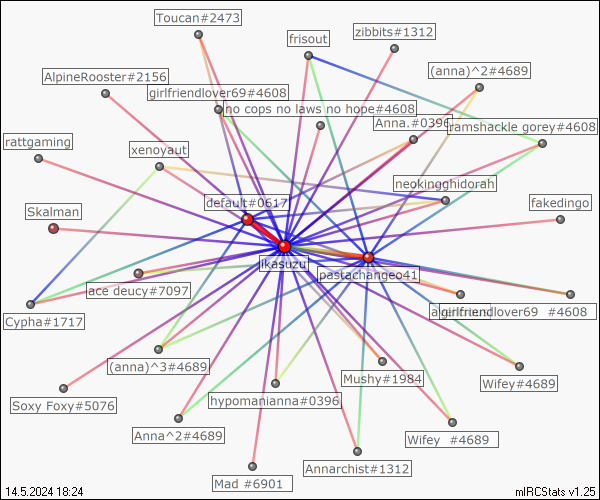 Toucan#2473
frisout
zibbits#1312
AlpineRooster#2156
(anna)^2#4689
girlfriendlover69#4608
no cops no laws no hope#4608
Anna.#0396
ramshackle gorey#4608
rattgaming
xenoyaut
neokingghidorah
default#0617
Skalman
fakedingo
ikasuzu
pastachangeo41
ace deucy#7097
girlfriendlover69 #4608
Cypha#1717
(anna)^3#4689
Mushy#1984
Wifey#4689
Soxy Foxy#5076
hypomanianna#0396
Anna^2#4689
Wifey #4689
Annarchist#1312
Mad #6901
14.5.2024 18:24
mIRCStats v1.25